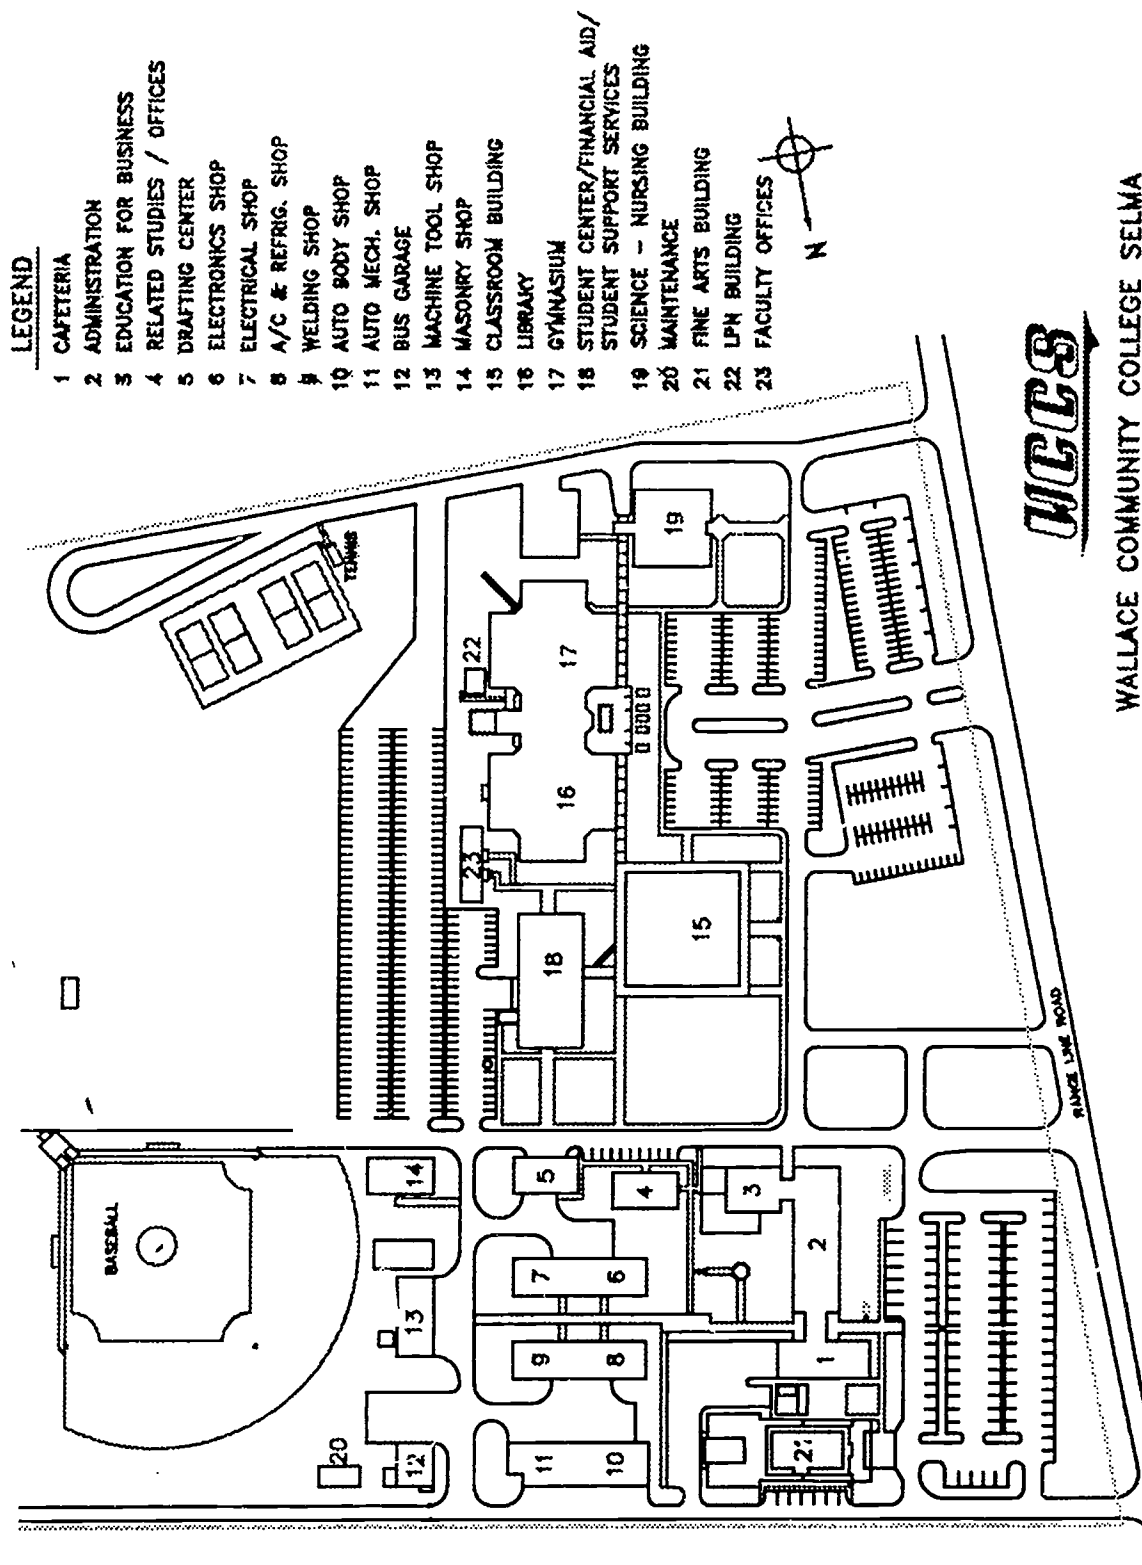 LEGEND
1 CAFETERIA
2 ADMINISTRATION
3 EDUCATION FOR BUSINESS
4 RELATED STUDIES / OFFICES
5 DRAFTING CENTER
6 ELECTRONICS SHOP
7 ELECTRICAL SHOP
8 A/C & REFRIG. SHOP
9 WELDING SHOP
10 AUTO BODY SHOP
11 AUTO MECH. SHOP
12 BUS GARAGE
13 MACHINE TOOL SHOP
14 MASONRY SHOP
15 CLASSROOM BUILDING
16 LIBRARY
17 GYMNASIUM
18 STUDENT CENTER/FINANCIAL AID/
STUDENT SUPPORT SERVICES
19 SCIENCE - NURSING BUILDING
20 MAINTENANCE
21 FINE ARTS BUILDING
22 LPN BUILDING
23 FACULTY OFFICES
N
BASEBALL
TENNIS
20
12
13
14
11
10
9
8
7
6
5
4
3
2
1
21
18
23
16
22
17
19
15
RANGE LINE ROAD
WCCS
WALLACE COMMUNITY COLLEGE SELMA